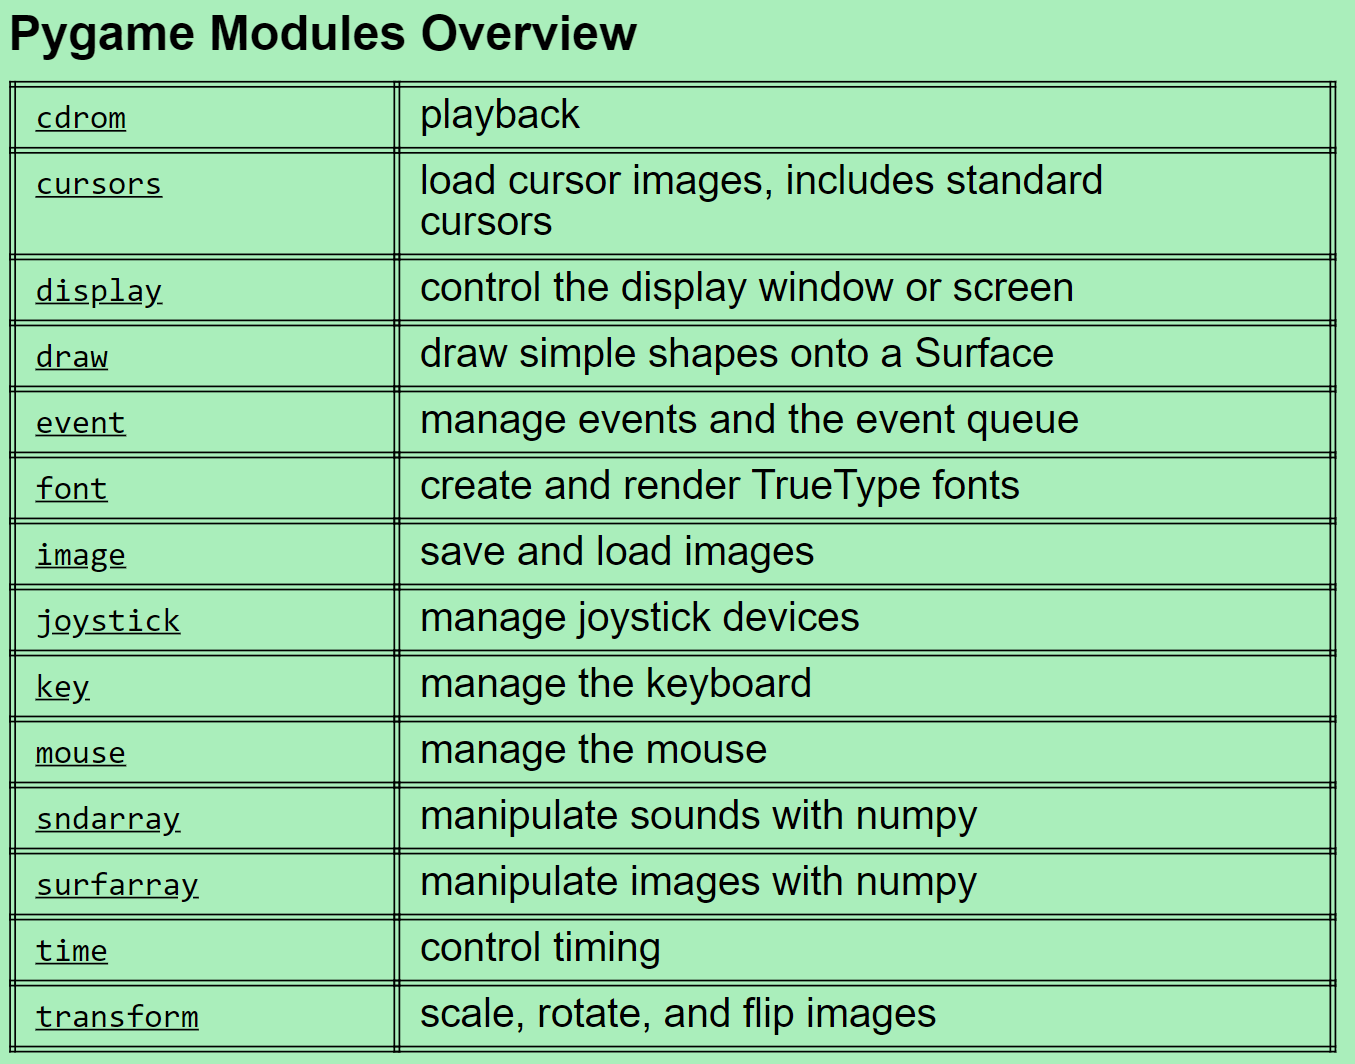 Pygame Modules Overview
cdrom playback
cursors load cursor images, includes standard
cursors
display control the display window or screen
draw draw simple shapes onto a Surface
event manage events and the event queue
font create and render TrueType fonts
image save and load images
joystick manage joystick devices
key manage the keyboard
mouse manage the mouse
sndarray manipulate sounds with numpy
surfarray manipulate images with numpy
time control timing
transform scale, rotate, and flip images